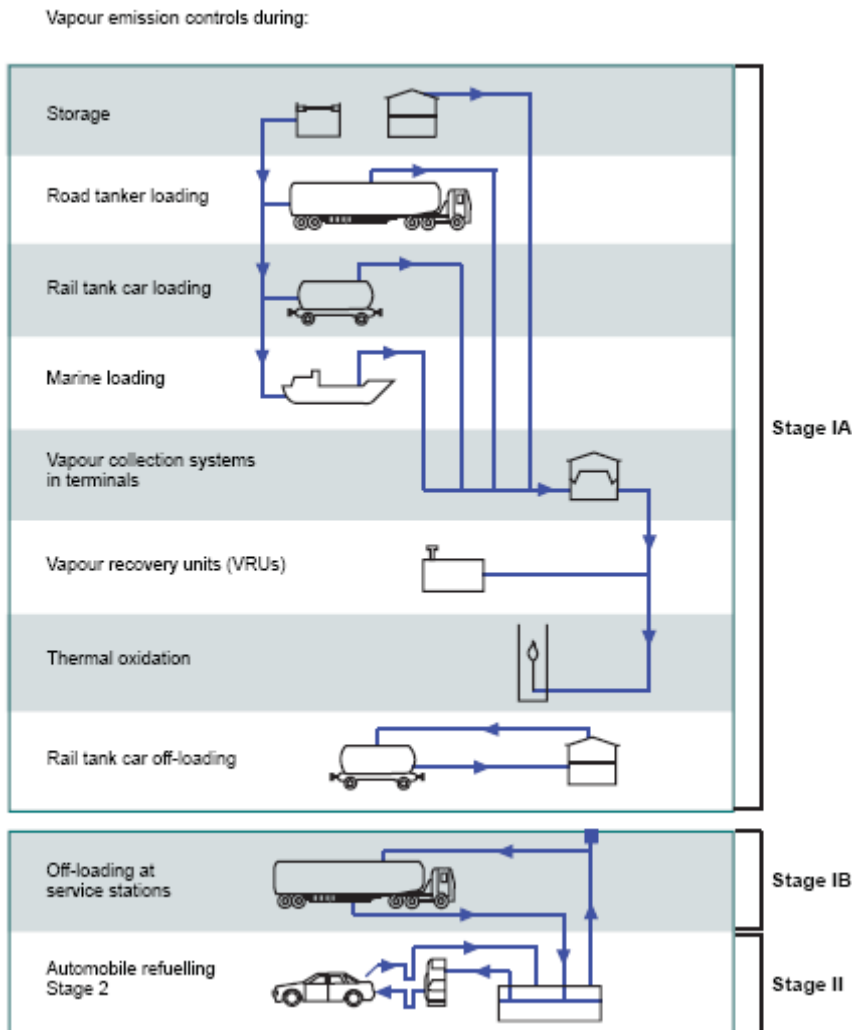 Vapour emission controls during:
Storage
Road tanker loading
Rail tank car loading
Marine loading
Stage IA
Vapour collection systems
in terminals
Vapour recovery units (VRUs)
Thermal oxidation
Rail tank car off-loading
Off-loading at
service stations
Stage IB
Automobile refuelling
Stage 2
Stage II